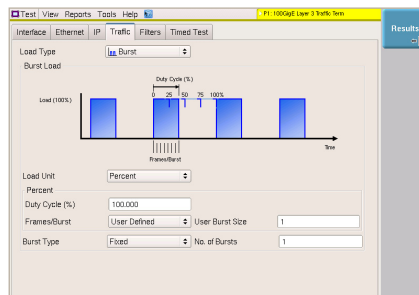 Test View Reports Tools Help
P1: 100GigE Layer 3 Traffic Term
Results
Interface Ethernet IP Traffic Filters Timed Test
Load Type Burst
Burst Load
Duty Cycle (%)
0 25 50 75 100%
Load (100%)
Time
Frames/Burst
Load Unit Percent
Percent
Duty Cycle (%) 100.000
Frames/Burst User Defined User Burst Size 1
Burst Type Fixed No. of Bursts 1